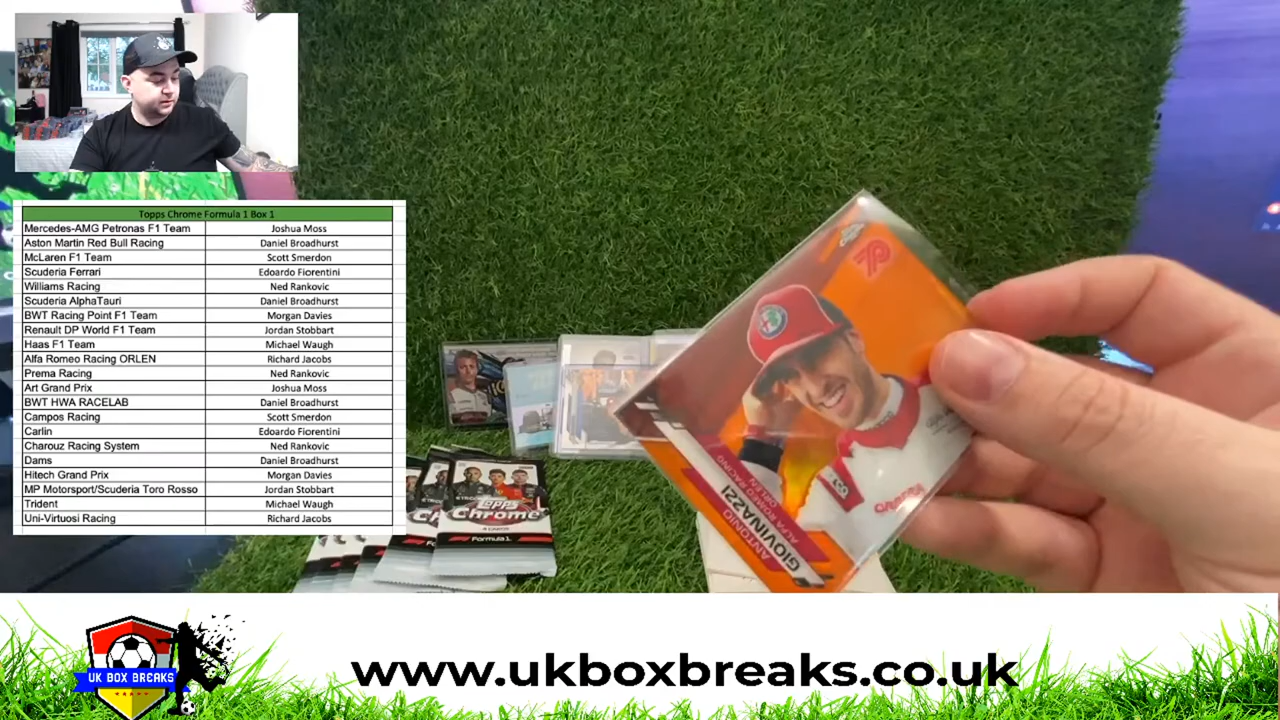 Topps Chrome Formula 1 Box 1
Mercedes-AMG Petronas F1 Team Joshua Moss
Aston Martin Red Bull Racing Daniel Broadhurst
McLaren F1 Team Scott Smerdon
Scuderia Ferrari Edoardo Fiorentini
Williams Racing Ned Rankovic
Scuderia AlphaTauri Daniel Broadhurst
BWT Racing Point F1 Team Morgan Davies
Renault DP World F1 Team Jordan Stobbart
Haas F1 Team Michael Waugh
Alfa Romeo Racing ORLEN Richard Jacobs
Prema Racing Ned Rankovic
Art Grand Prix Joshua Moss
BWT HWA RACELAB Daniel Broadhurst
Campos Racing Scott Smerdon
Carlin Edoardo Fiorentini
Charouz Racing System Ned Rankovic
Dams Daniel Broadhurst
Hitech Grand Prix Morgan Davies
MP Motorsport/Scuderia Toro Rosso Jordan Stobbart
Trident Michael Waugh
Uni-Virtuosi Racing Richard Jacobs
70
ANTONIO
GIOVINAZZI
ALFA ROMEO RACING
ORLEN
TOPPS
Chrome
Formula 1
UK BOX BREAKS
www.ukboxbreaks.co.uk